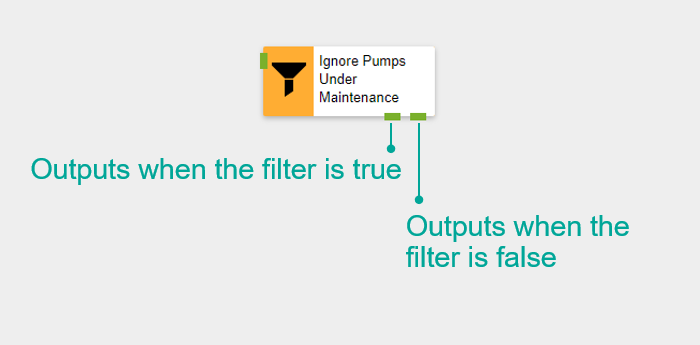 Ignore Pumps
Under
Maintenance
Outputs when the filter is true
Outputs when the
filter is false